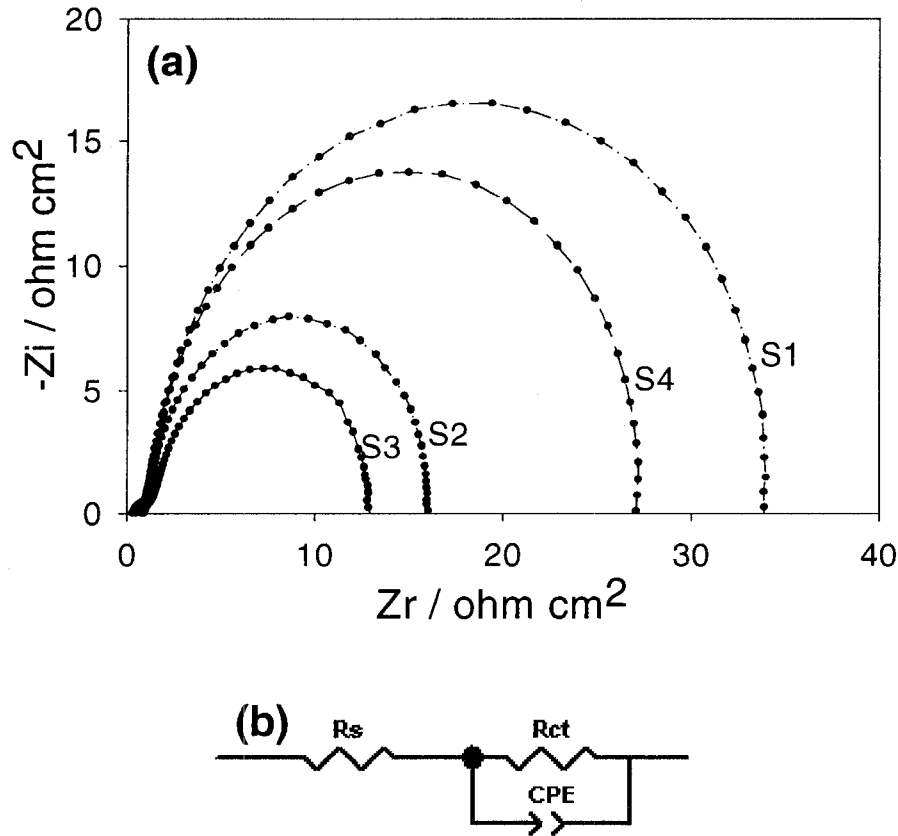 (a)
-Zi / ohm cm²
20
15
10
5
0
S1
S4
S2
S3
0 10 20 30 40
Zr / ohm cm²
(b)
Rs
Rct
CPE